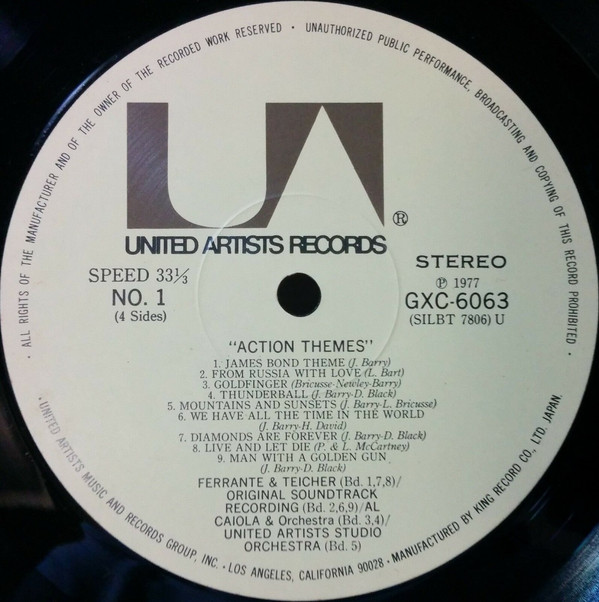 · ALL RIGHTS OF THE MANUFACTURER AND OF THE OWNER OF THE RECORDED WORK RESERVED · UNAUTHORIZED PUBLIC PERFORMANCE, BROADCASTING AND COPYING OF THIS RECORD PROHIBITED ·
UA ®
UNITED ARTISTS RECORDS
SPEED 33⅓
NO. 1
(4 Sides)
STEREO
℗ 1977
GXC-6063
(SILBT 7806) U
"ACTION THEMES"
1. JAMES BOND THEME (J. Barry)
2. FROM RUSSIA WITH LOVE (L. Bart)
3. GOLDFINGER (Bricusse-Newley-Barry)
4. THUNDERBALL (J. Barry-D. Black)
5. MOUNTAINS AND SUNSETS (J. Barry-L. Bricusse)
6. WE HAVE ALL THE TIME IN THE WORLD
(J. Barry-H. David)
7. DIAMONDS ARE FOREVER (J. Barry-D. Black)
8. LIVE AND LET DIE (P. & L. McCartney)
9. MAN WITH A GOLDEN GUN
(J. Barry-D. Black)
FERRANTE & TEICHER (Bd. 1,7,8)/
ORIGINAL SOUNDTRACK
RECORDING (Bd. 2,6,9)/AL
CAIOLA & Orchestra (Bd. 3,4)/
UNITED ARTISTS STUDIO
ORCHESTRA (Bd. 5)
· UNITED ARTISTS MUSIC AND RECORDS GROUP, INC. · LOS ANGELES, CALIFORNIA 90028 · MANUFACTURED BY KING RECORD CO., LTD. JAPAN.